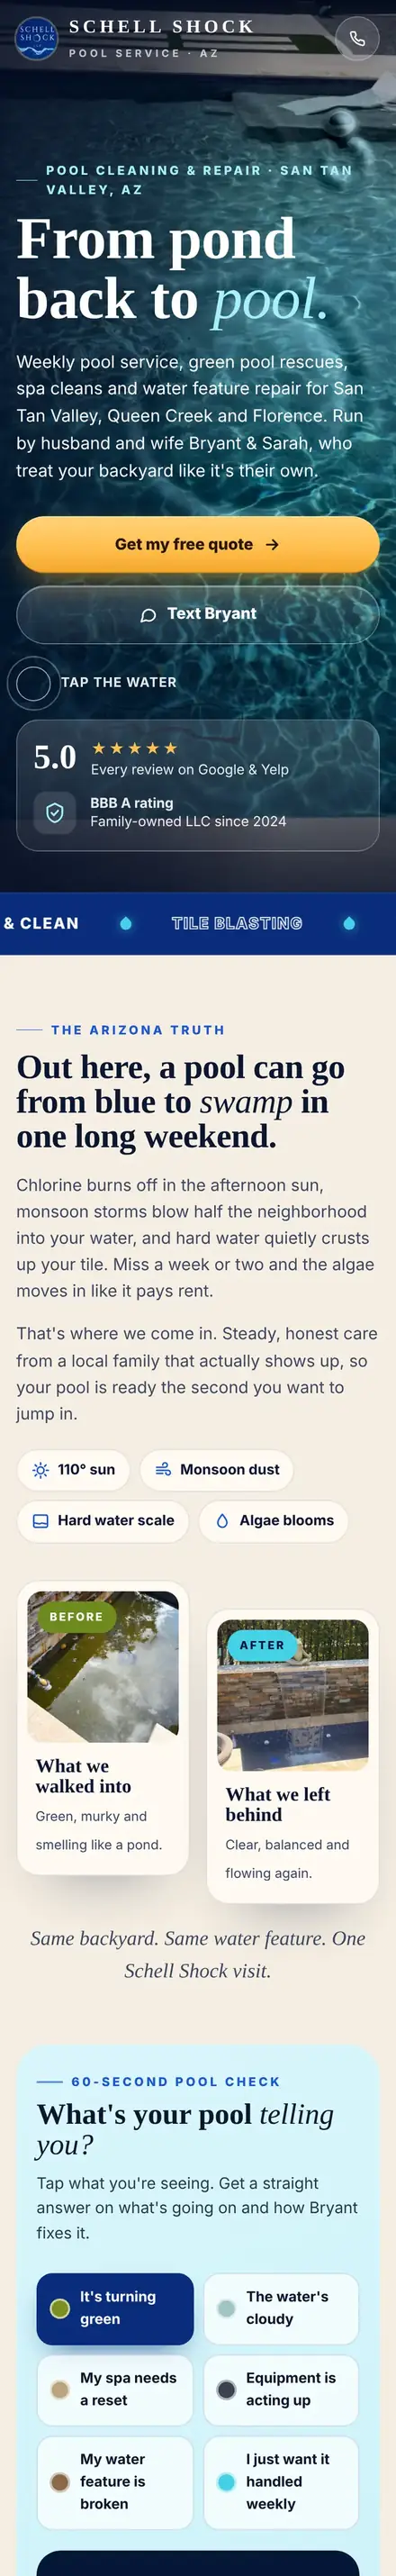 SCHELL SHOCK
SCHELL SHOCK
POOL SERVICE · AZ
POOL CLEANING & REPAIR · SAN TAN
VALLEY, AZ
From pond
back to pool.
Weekly pool service, green pool rescues,
spa cleans and water feature repair for San
Tan Valley, Queen Creek and Florence. Run
by husband and wife Bryant & Sarah, who
treat your backyard like it's their own.
Get my free quote →
Text Bryant
TAP THE WATER
5.0 ★★★★★
Every review on Google & Yelp
BBB A rating
Family-owned LLC since 2024
& CLEAN TILE BLASTING
THE ARIZONA TRUTH
Out here, a pool can go
from blue to swamp in
one long weekend.
Chlorine burns off in the afternoon sun,
monsoon storms blow half the neighborhood
into your water, and hard water quietly crusts
up your tile. Miss a week or two and the algae
moves in like it pays rent.
That's where we come in. Steady, honest care
from a local family that actually shows up, so
your pool is ready the second you want to
jump in.
110° sun
Monsoon dust
Hard water scale
Algae blooms
BEFORE
What we
walked into
Green, murky and
smelling like a pond.
AFTER
What we left
behind
Clear, balanced and
flowing again.
Same backyard. Same water feature. One
Schell Shock visit.
60-SECOND POOL CHECK
What's your pool telling
you?
Tap what you're seeing. Get a straight
answer on what's going on and how Bryant
fixes it.
It's turning
green
The water's
cloudy
My spa needs
a reset
Equipment is
acting up
My water
feature is
broken
I just want it
handled
weekly